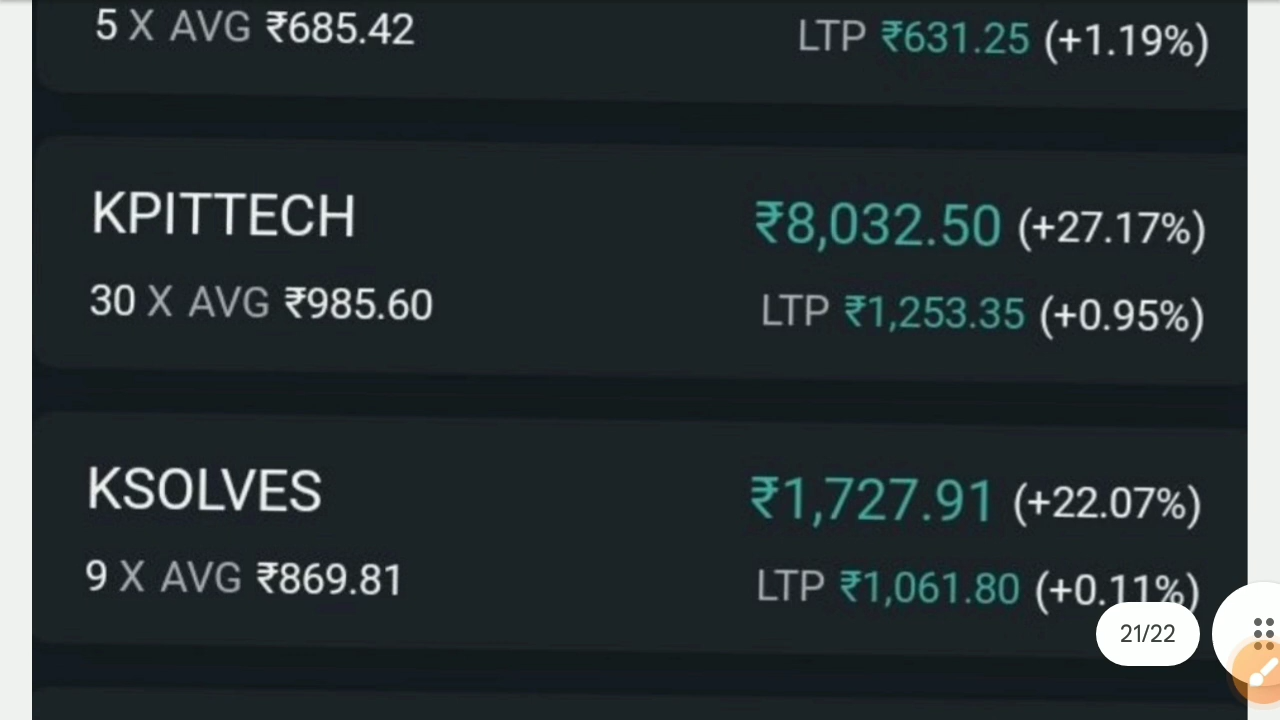 5 X AVG ₹685.42 LTP ₹631.25 (+1.19%)
KPITTECH ₹8,032.50 (+27.17%)
30 X AVG ₹985.60 LTP ₹1,253.35 (+0.95%)
KSOLVES ₹1,727.91 (+22.07%)
9 X AVG ₹869.81 LTP ₹1,061.80 (+0.11%)
21/22